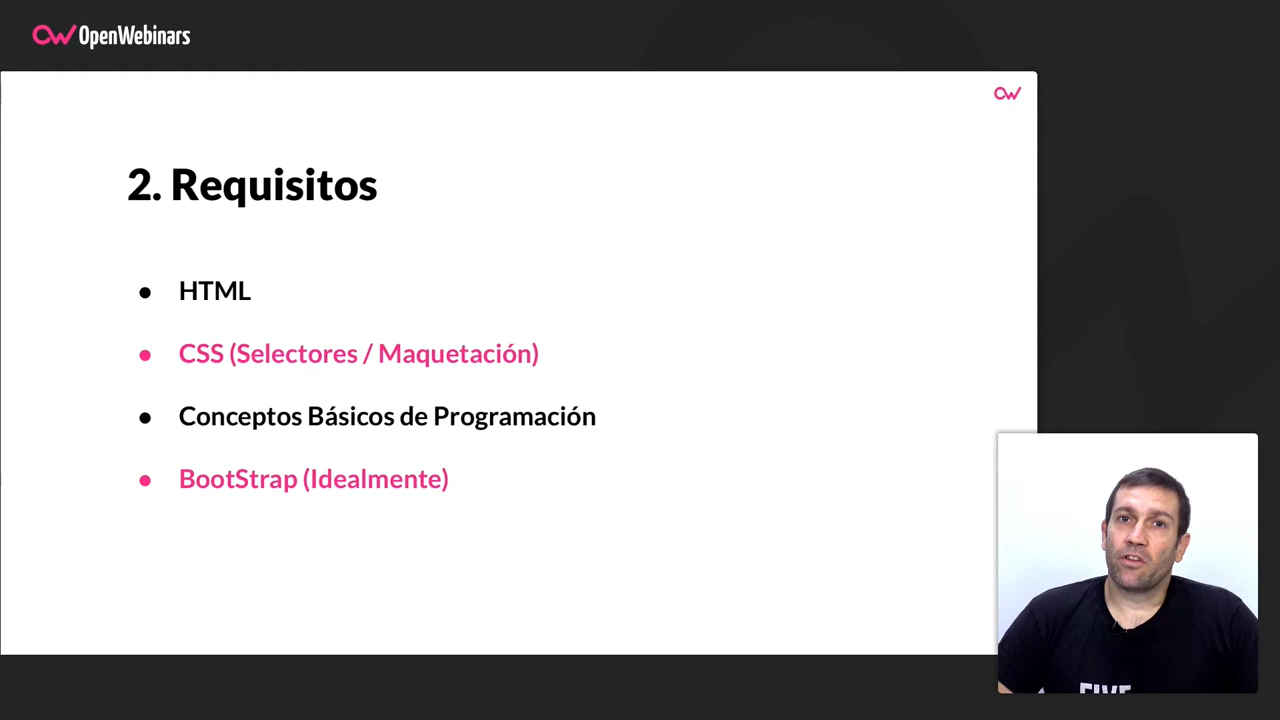 OpenWebinars
2. Requisitos
● HTML
● CSS (Selectores / Maquetación)
● Conceptos Básicos de Programación
● BootStrap (Idealmente)